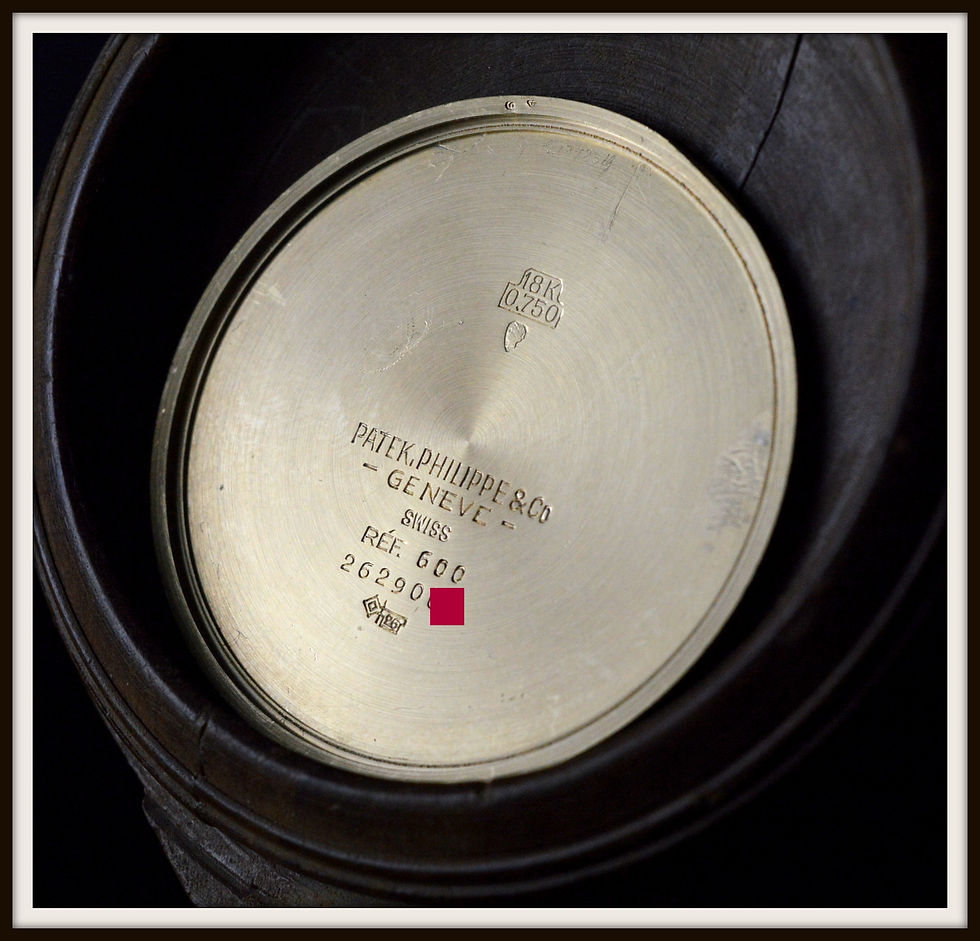 18K
0.750
PATEK, PHILIPPE & Co
- GENEVE -
SWISS
RÉF. 600
26290